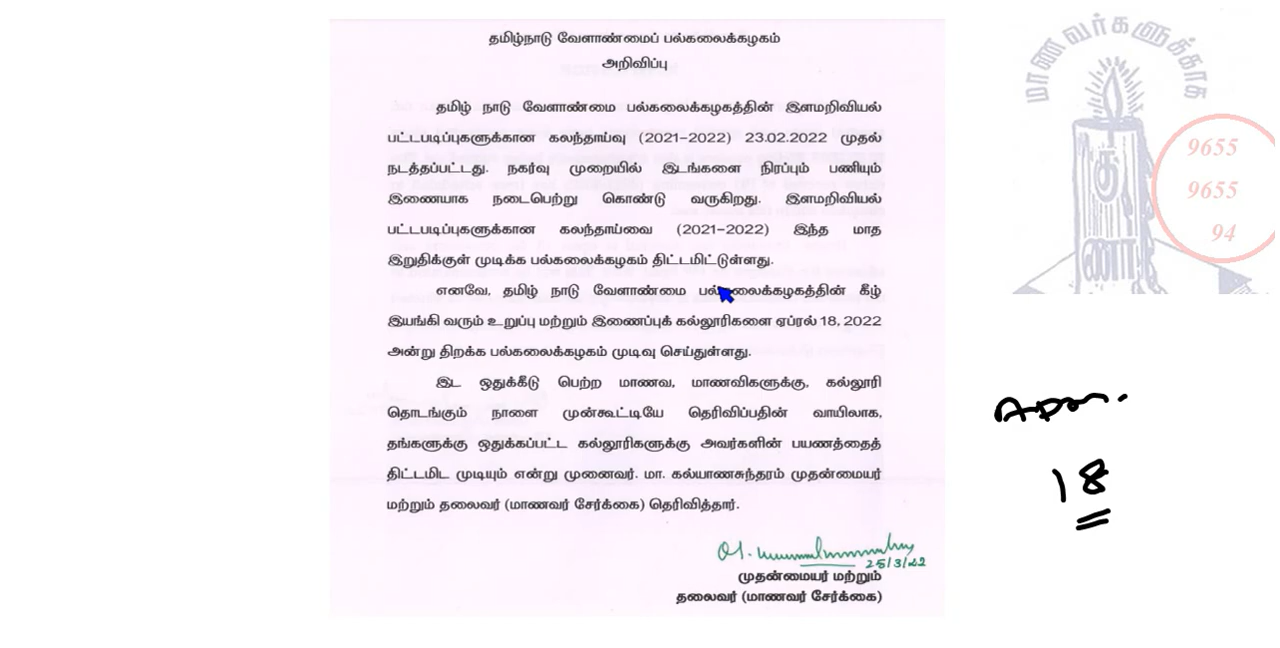 தமிழ்நாடு வேளாண்மைப் பல்கலைக்கழகம்
அறிவிப்பு
தமிழ் நாடு வேளாண்மை பல்கலைக்கழகத்தின் இளமறிவியல்
பட்டபடிப்புகளுக்கான கலந்தாய்வு (2021–2022) 23.02.2022 முதல்
நடத்தப்பட்டது. நகர்வு முறையில் இடங்களை நிரப்பும் பணியும்
இணையாக நடைபெற்று கொண்டு வருகிறது. இளமறிவியல்
பட்டபடிப்புகளுக்கான கலந்தாய்வை (2021–2022) இந்த மாத
இறுதிக்குள் முடிக்க பல்கலைக்கழகம் திட்டமிட்டுள்ளது.
எனவே, தமிழ் நாடு வேளாண்மை பல்கலைக்கழகத்தின் கீழ்
இயங்கி வரும் உறுப்பு மற்றும் இணைப்புக் கல்லூரிகளை ஏப்ரல் 18, 2022
அன்று திறக்க பல்கலைக்கழகம் முடிவு செய்துள்ளது.
இட ஒதுக்கீடு பெற்ற மாணவ, மாணவிகளுக்கு, கல்லூரி
தொடங்கும் நாளை முன்கூட்டியே தெரிவிப்பதின் வாயிலாக,
தங்களுக்கு ஒதுக்கப்பட்ட கல்லூரிகளுக்கு அவர்களின் பயணத்தைத்
திட்டமிட முடியும் என்று முனைவர். மா. கல்யாணசுந்தரம் முதன்மையர்
மற்றும் தலைவர் (மாணவர் சேர்க்கை) தெரிவித்தார்.
25/3/22
முதன்மையர் மற்றும்
தலைவர் (மாணவர் சேர்க்கை)
மாணவர்களுக்காக
குணா
9655
9655
94
18